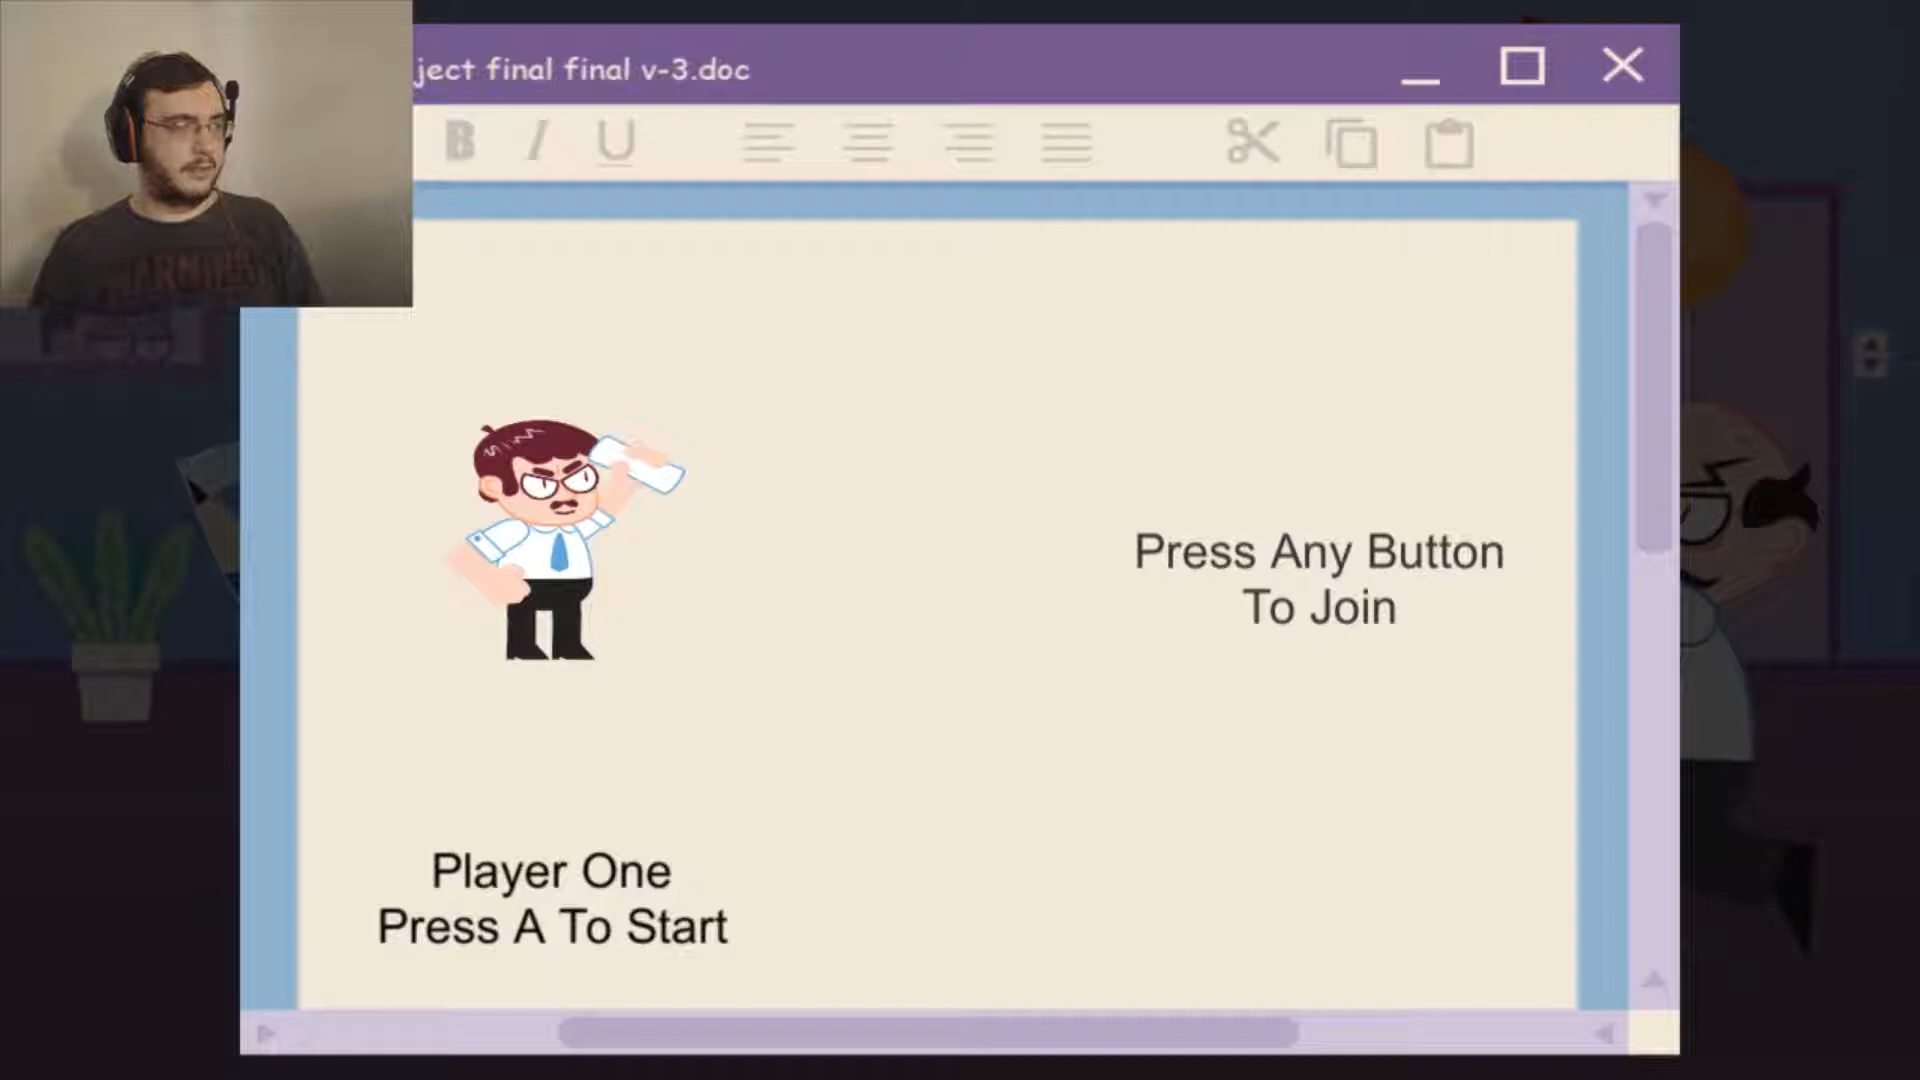 ject final final v-3.doc
B I U
Press Any Button
To Join
Player One
Press A To Start